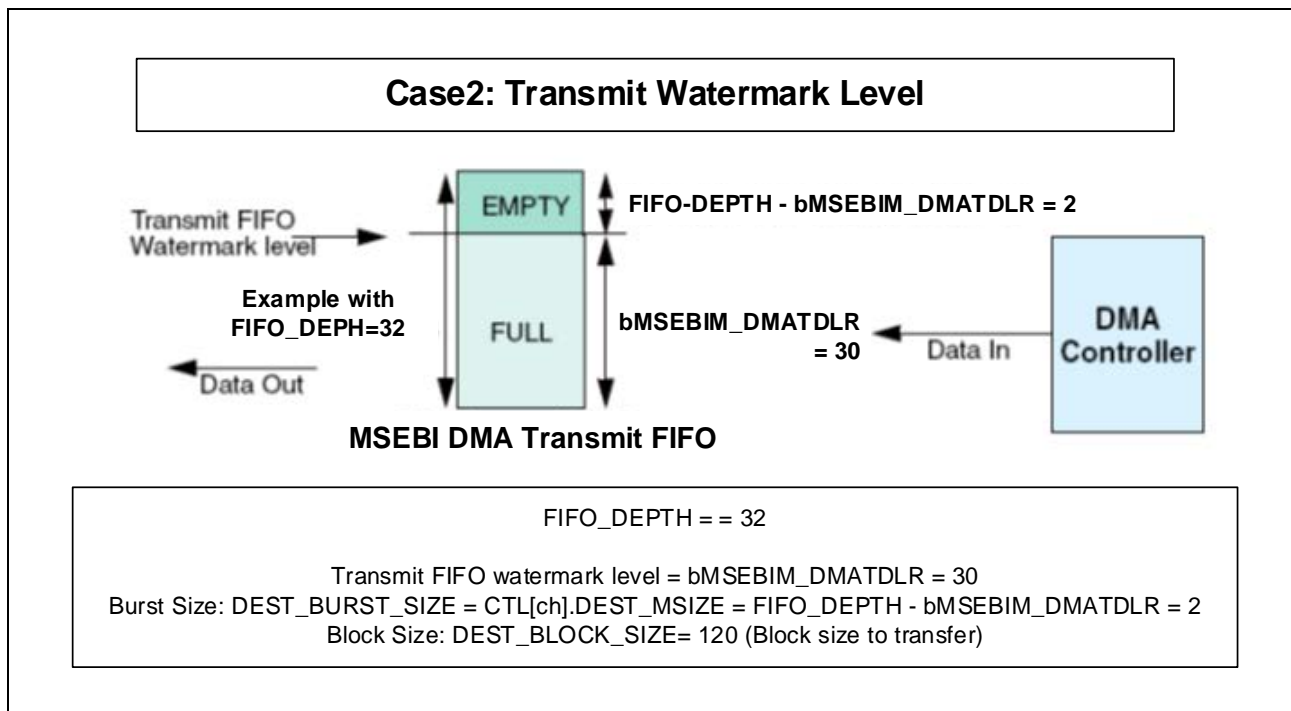 Case2: Transmit Watermark Level
EMPTY
FIFO-DEPTH - bMSEBIM_DMATDLR = 2
Transmit FIFO
Watermark level
Example with
FIFO_DEPH=32
FULL
bMSEBIM_DMATDLR
= 30
Data In
DMA
Controller
Data Out
MSEBI DMA Transmit FIFO
FIFO_DEPTH = = 32
Transmit FIFO watermark level = bMSEBIM_DMATDLR = 30
Burst Size: DEST_BURST_SIZE = CTL[ch].DEST_MSIZE = FIFO_DEPTH - bMSEBIM_DMATDLR = 2
Block Size: DEST_BLOCK_SIZE= 120 (Block size to transfer)